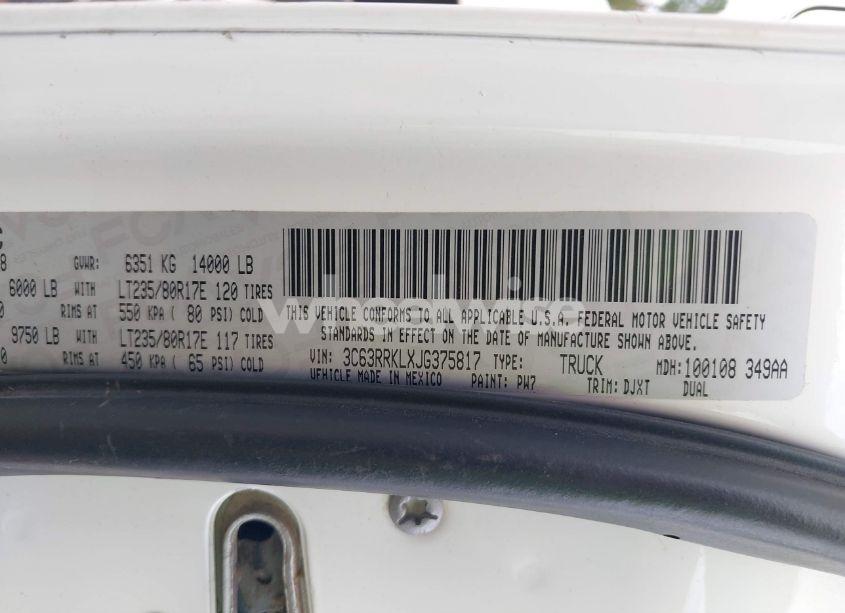 GVWR: 6351 KG 14000 LB
6000 LB WITH LT235/80R17E 120 TIRES
RIMS AT 550 KPA ( 80 PSI) COLD
9750 LB WITH LT235/80R17E 117 TIRES
RIMS AT 450 KPA ( 65 PSI) COLD
THIS VEHICLE CONFORMS TO ALL APPLICABLE U.S.A. FEDERAL MOTOR VEHICLE SAFETY
STANDARDS IN EFFECT ON THE DATE OF MANUFACTURE SHOWN ABOVE.
VIN: 3C63RRKLXJG375817 TYPE: TRUCK MDH:100108 349AA
VEHICLE MADE IN MEXICO PAINT: PW7 TRIM: DJXT DUAL
wheelwise